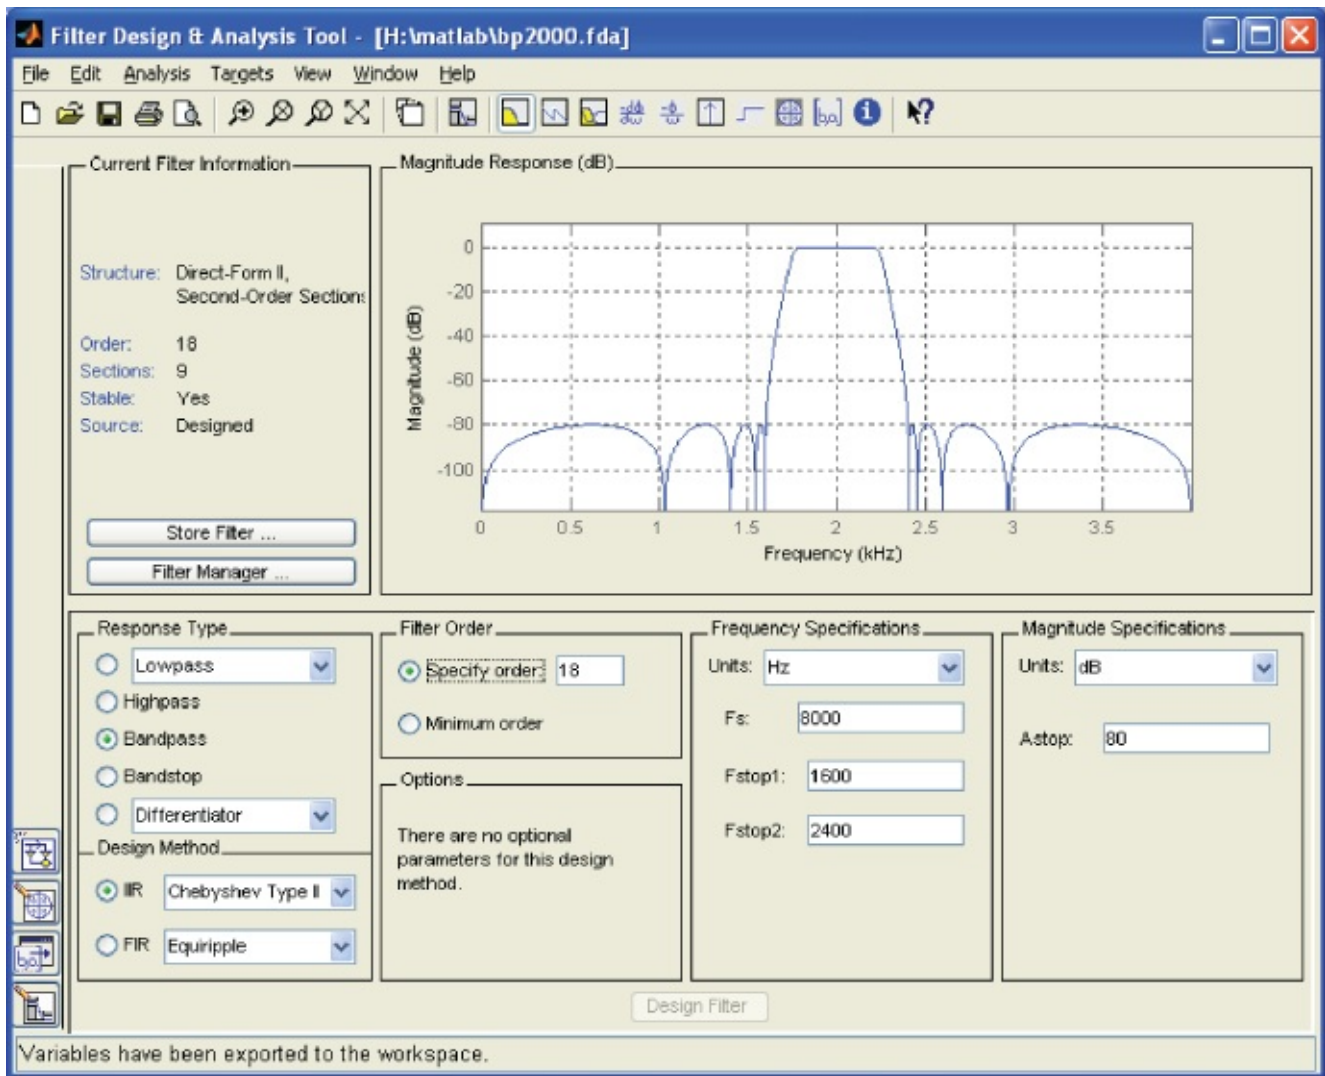 Filter Design & Analysis Tool - [H:\matlab\bp2000.fda]
File Edit Analysis Targets View Window Help
Current Filter Information
Structure: Direct-Form II,
Second-Order Sections
Order: 18
Sections: 9
Stable: Yes
Source: Designed
Store Filter ...
Filter Manager ...
Magnitude Response (dB)
Magnitude (dB)
0
-20
-40
-60
-80
-100
0 0.5 1 1.5 2 2.5 3 3.5
Frequency (kHz)
Response Type
Lowpass
Highpass
Bandpass
Bandstop
Differentiator
Design Method
IIR Chebyshev Type II
FIR Equiripple
Filter Order
Specify order: 18
Minimum order
Options
There are no optional
parameters for this design
method.
Frequency Specifications
Units: Hz
Fs: 8000
Fstop1: 1600
Fstop2: 2400
Magnitude Specifications
Units: dB
Astop: 80
Design Filter
Variables have been exported to the workspace.